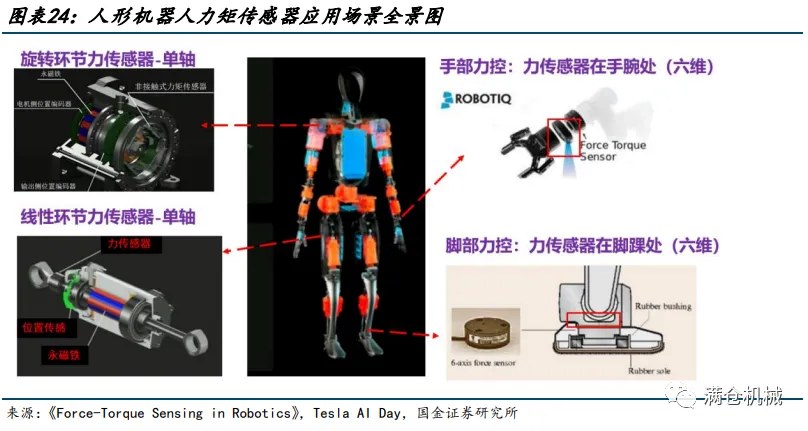 图表24：人形机器人力矩传感器应用场景全景图
旋转环节力传感器-单轴
永磁铁
非接触式力矩传感器
电机侧位置编码器
输出侧位置编码器
线性环节力传感器-单轴
力传感器
位置传感
永磁铁
手部力控：力传感器在手腕处（六维）
ROBOTIQ
Force Torque
Sensor
脚部力控：力传感器在脚踝处（六维）
Rubber bushing
6-axis force sensor
Rubber sole
满仓机械
来源：《Force-Torque Sensing in Robotics》, Tesla AI Day, 国金证券研究所